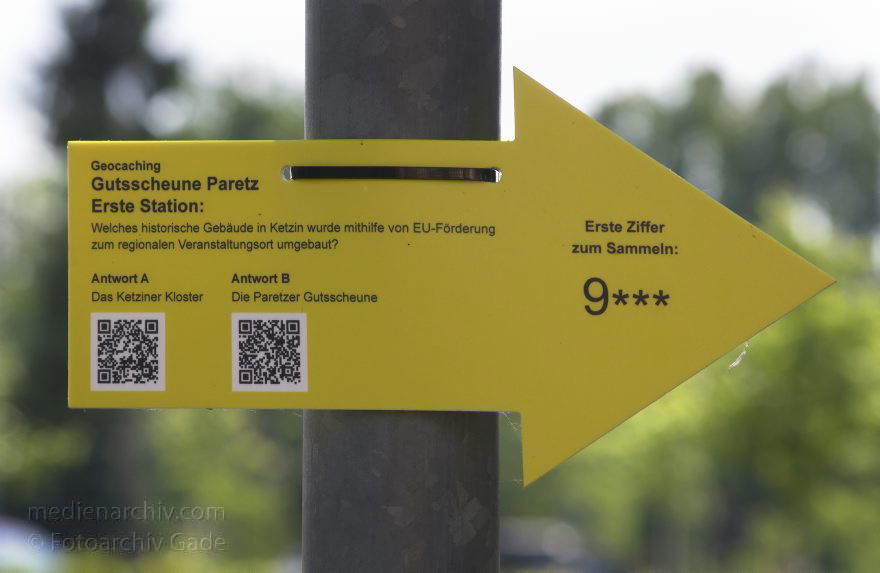 Geocaching
Gutsscheune Paretz
Erste Station:
Welches historische Gebäude in Ketzin wurde mithilfe von EU-Förderung
zum regionalen Veranstaltungsort umgebaut?
Antwort A
Das Ketziner Kloster
Antwort B
Die Paretzer Gutsscheune
Erste Ziffer
zum Sammeln:
9***
medienarchiv.com
© Fotoarchiv Gade